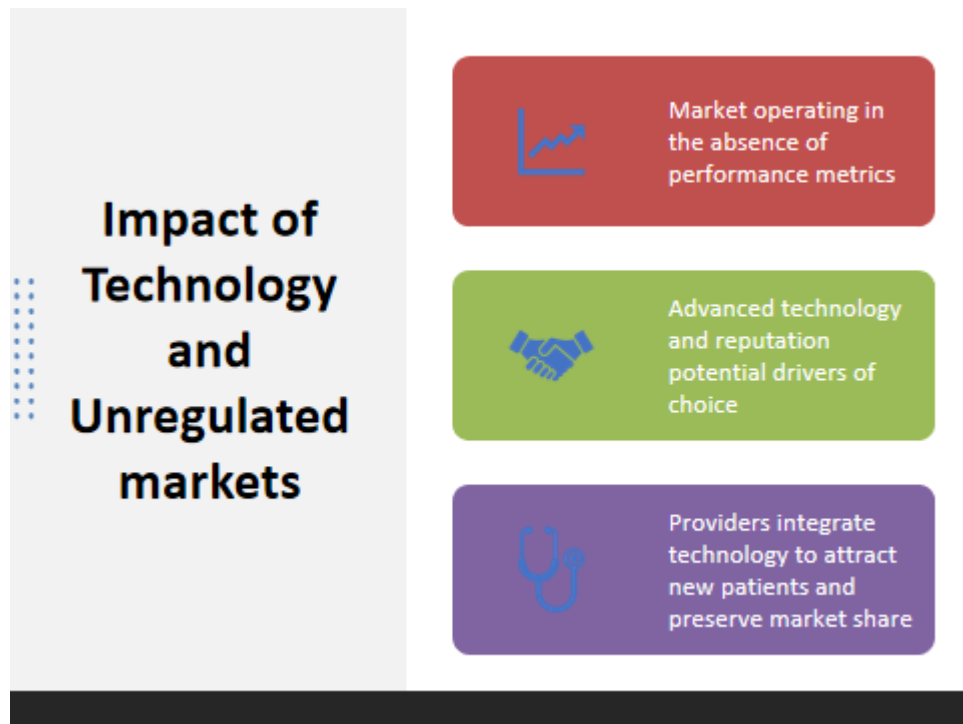 Impact of
Technology
and
Unregulated
markets
Market operating in
the absence of
performance metrics
Advanced technology
and reputation
potential drivers of
choice
Providers integrate
technology to attract
new patients and
preserve market share